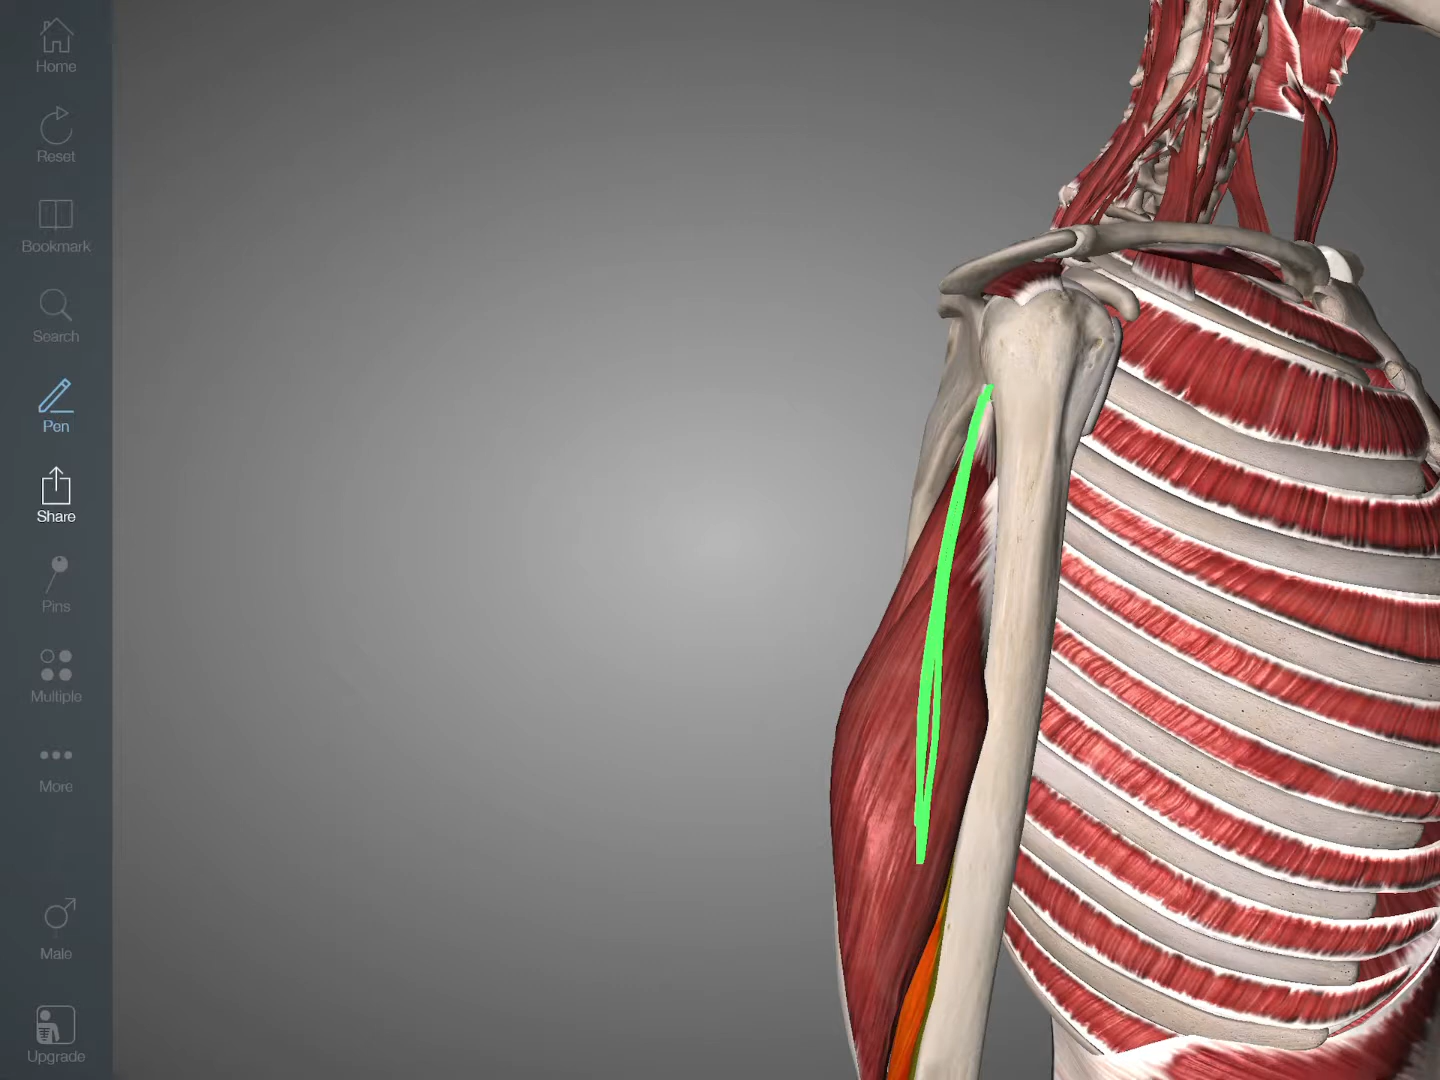 Home
Reset
Bookmark
Search
Pen
Share
Pins
Multiple
More
Male
Upgrade